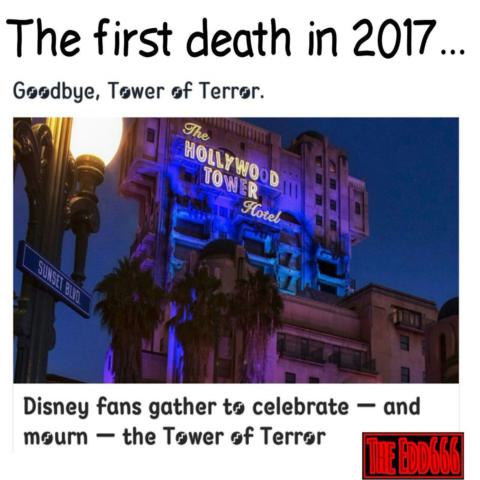 The first death in 2017...
Goodbye, Tower of Terror.
The
HOLLYWOOD
TOWER
Hotel
SUNSET BLVD.
Disney fans gather to celebrate — and
mourn — the Tower of Terror
THE EDD666